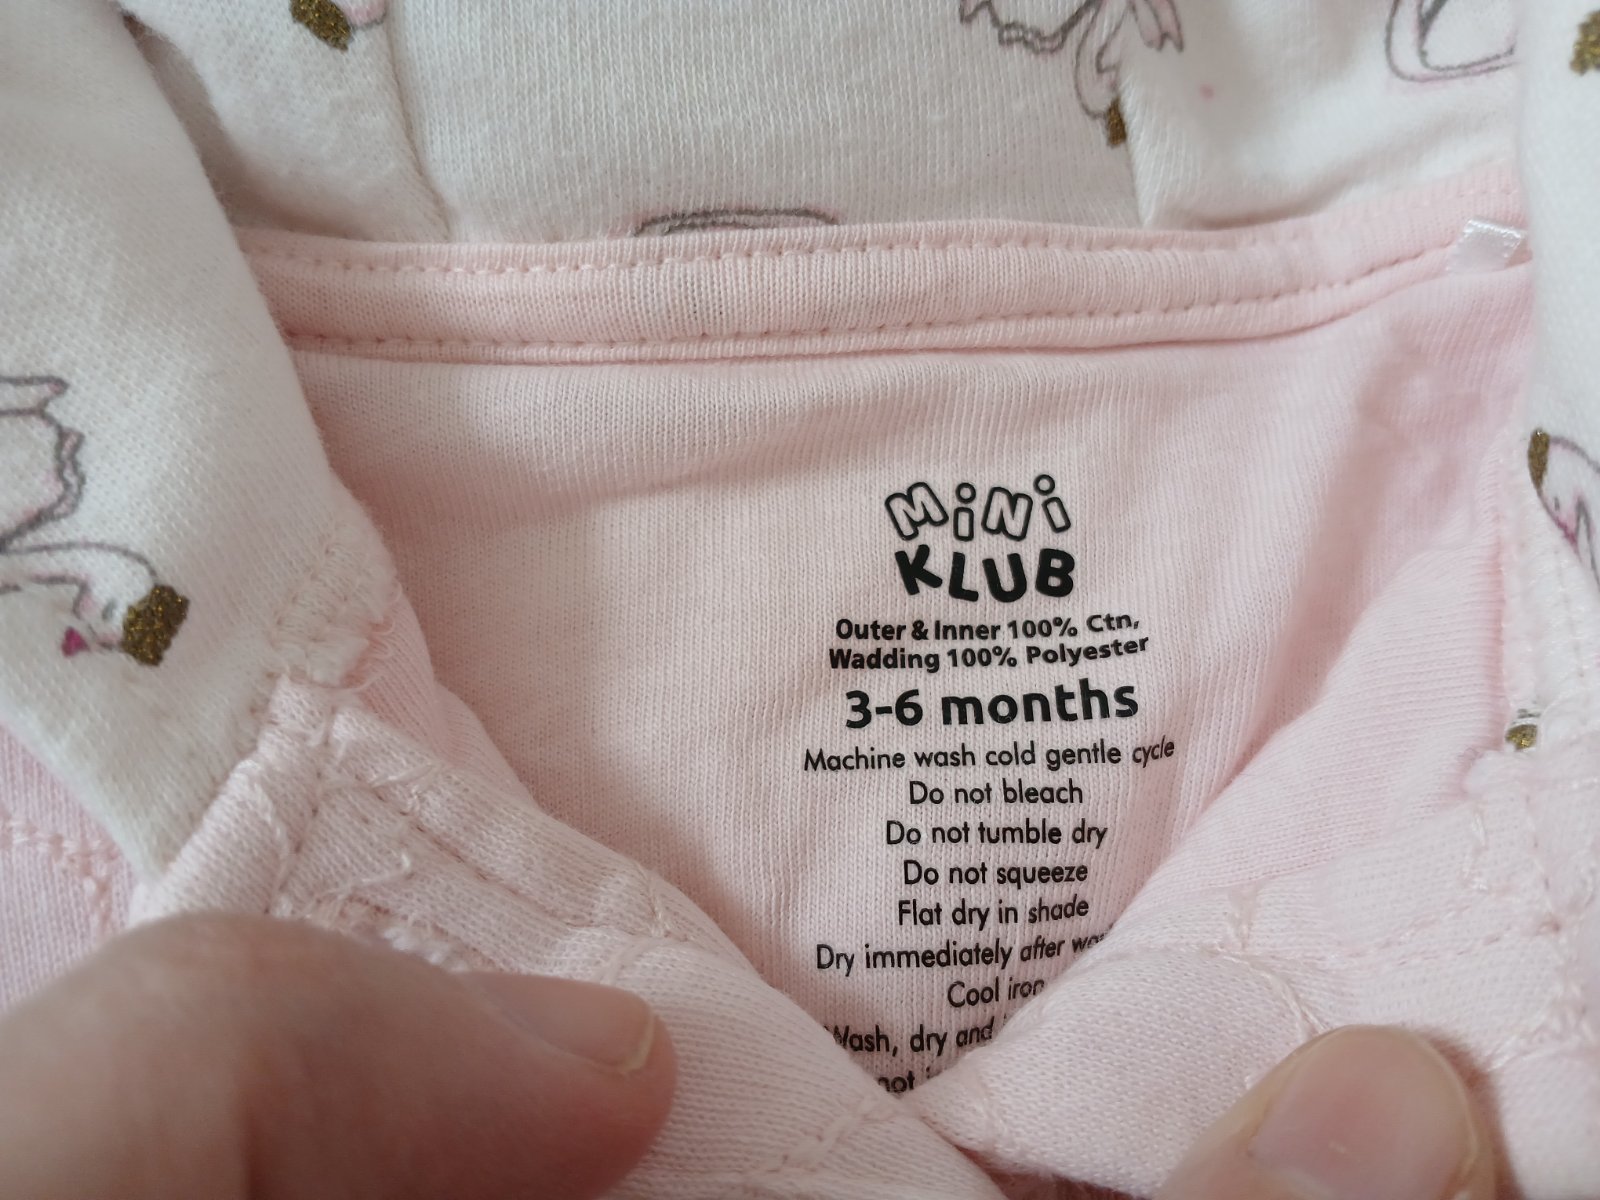 MiNi
KLUB
Outer & Inner 100% Ctn,
Wadding 100% Polyester
3-6 months
Machine wash cold gentle cycle
Do not bleach
Do not tumble dry
Do not squeeze
Flat dry in shade
Dry immediately after
Cool iron
Wash, dry and
not